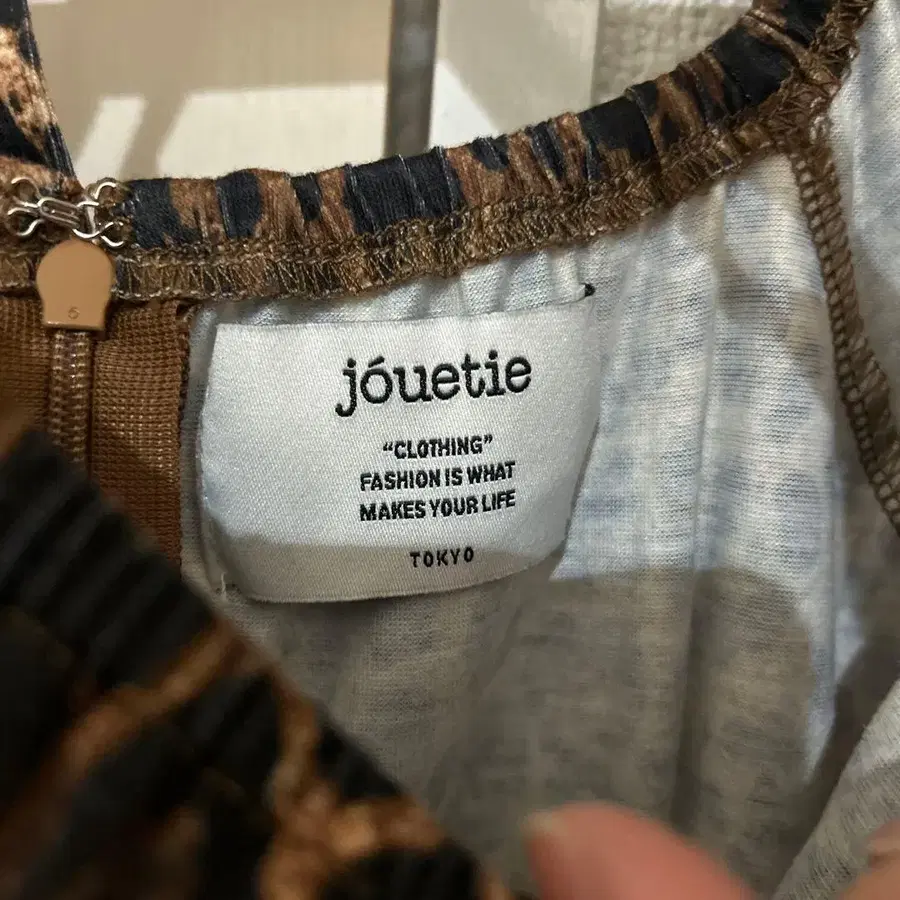 jóuetie
“CLOTHING”
FASHION IS WHAT
MAKES YOUR LIFE
TOKYO